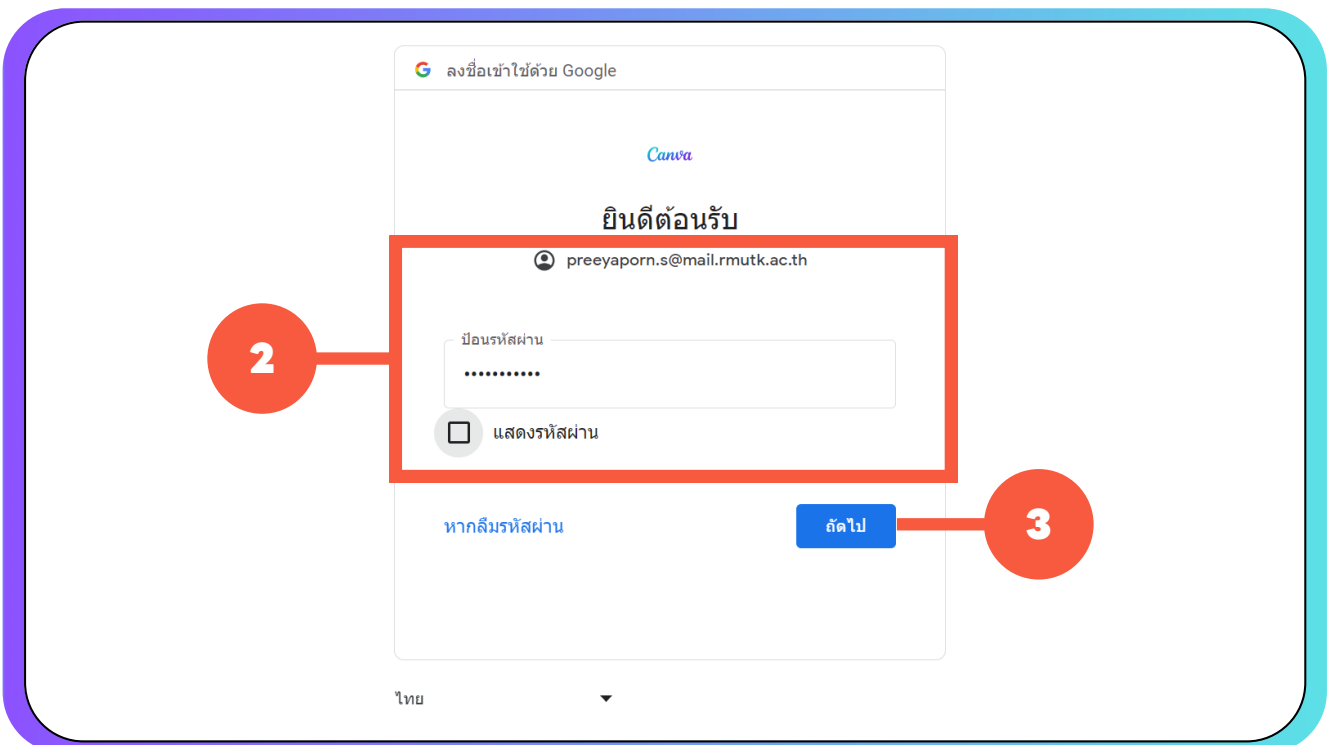 ลงชื่อเข้าใช้ด้วย Google
Canva
ยินดีต้อนรับ
preeyaporn.s@mail.rmutk.ac.th
2
ป้อนรหัสผ่าน
•••••••••••
แสดงรหัสผ่าน
หากลืมรหัสผ่าน
ถัดไป
3
ไทย